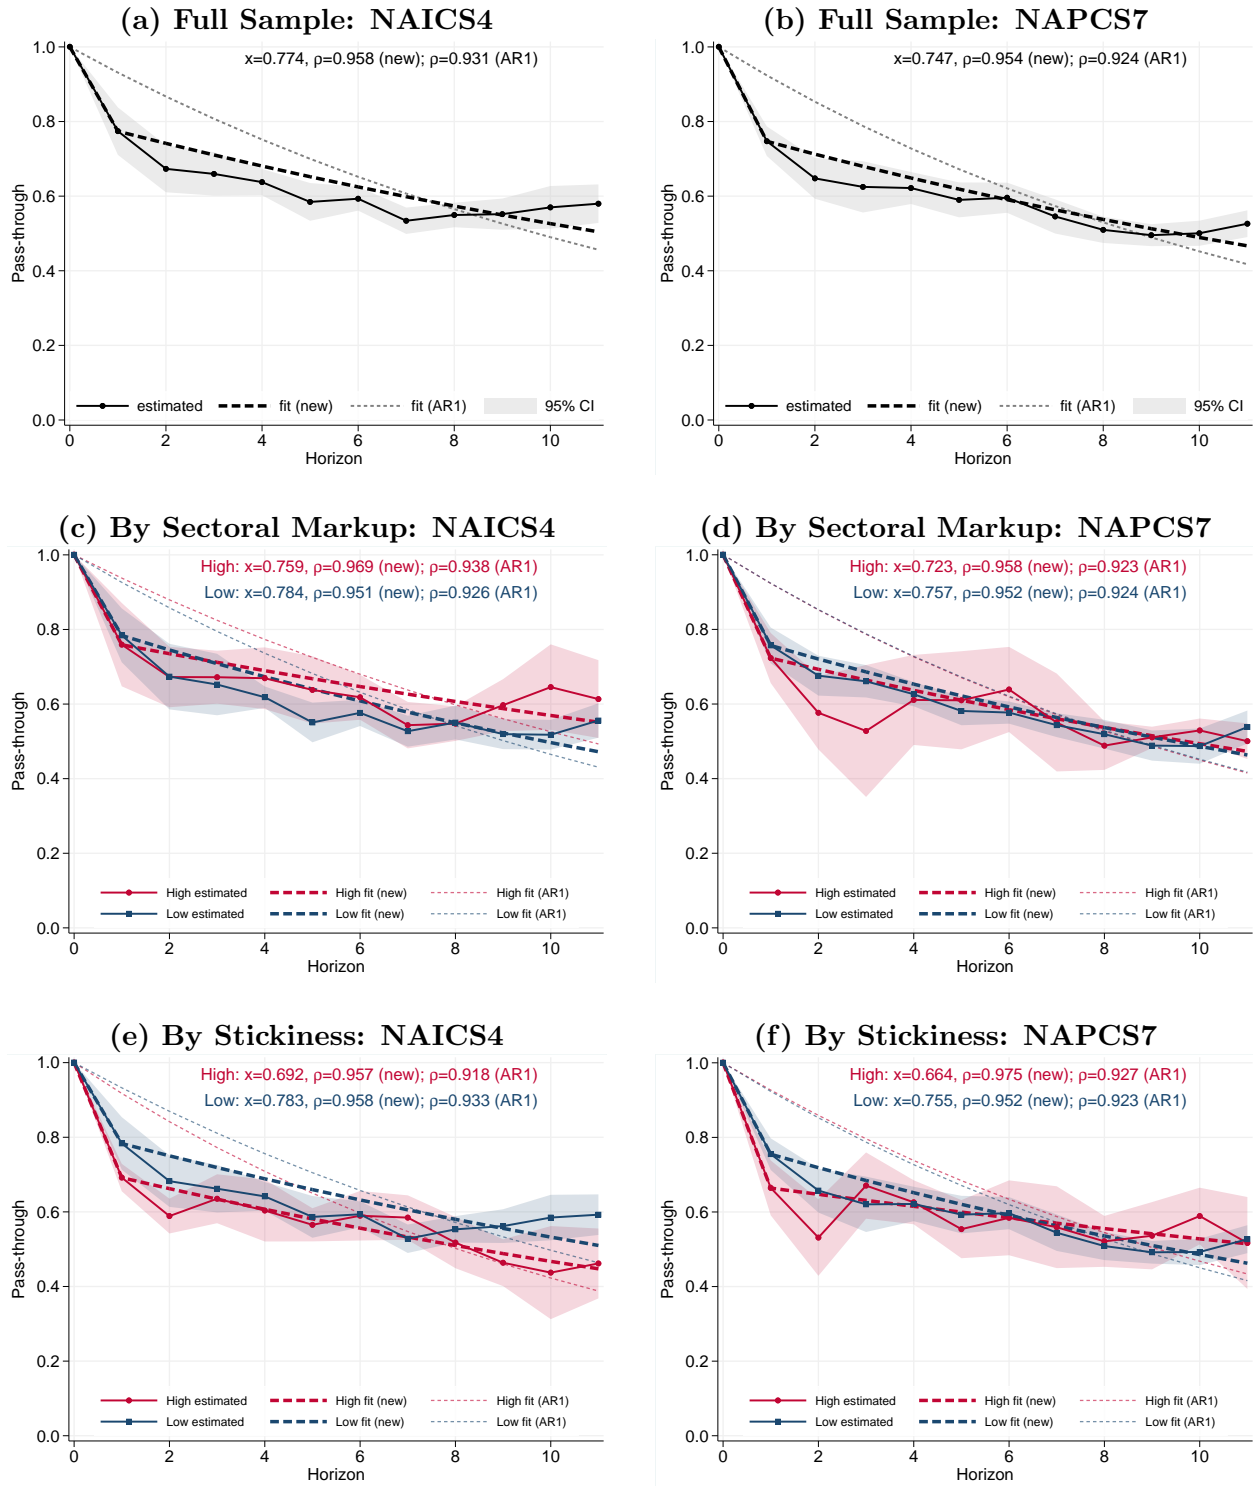 (a) Full Sample: NAICS4
x=0.774, ρ=0.958 (new); ρ=0.931 (AR1)
1.0
0.8
0.6
0.4
0.2
0.0
Pass-through
estimated fit (new) fit (AR1) 95% CI
0 2 4 6 8 10
Horizon
(b) Full Sample: NAPCS7
x=0.747, ρ=0.954 (new); ρ=0.924 (AR1)
1.0
0.8
0.6
0.4
0.2
0.0
Pass-through
estimated fit (new) fit (AR1) 95% CI
0 2 4 6 8 10
Horizon
(c) By Sectoral Markup: NAICS4
High: x=0.759, ρ=0.969 (new); ρ=0.938 (AR1)
Low: x=0.784, ρ=0.951 (new); ρ=0.926 (AR1)
1.0
0.8
0.6
0.4
0.2
0.0
Pass-through
High estimated High fit (new) High fit (AR1)
Low estimated Low fit (new) Low fit (AR1)
0 2 4 6 8 10
Horizon
(d) By Sectoral Markup: NAPCS7
High: x=0.723, ρ=0.958 (new); ρ=0.923 (AR1)
Low: x=0.757, ρ=0.952 (new); ρ=0.924 (AR1)
1.0
0.8
0.6
0.4
0.2
0.0
Pass-through
High estimated High fit (new) High fit (AR1)
Low estimated Low fit (new) Low fit (AR1)
0 2 4 6 8 10
Horizon
(e) By Stickiness: NAICS4
High: x=0.692, ρ=0.957 (new); ρ=0.918 (AR1)
Low: x=0.783, ρ=0.958 (new); ρ=0.933 (AR1)
1.0
0.8
0.6
0.4
0.2
0.0
Pass-through
High estimated High fit (new) High fit (AR1)
Low estimated Low fit (new) Low fit (AR1)
0 2 4 6 8 10
Horizon
(f) By Stickiness: NAPCS7
High: x=0.664, ρ=0.975 (new); ρ=0.927 (AR1)
Low: x=0.755, ρ=0.952 (new); ρ=0.923 (AR1)
1.0
0.8
0.6
0.4
0.2
0.0
Pass-through
High estimated High fit (new) High fit (AR1)
Low estimated Low fit (new) Low fit (AR1)
0 2 4 6 8 10
Horizon